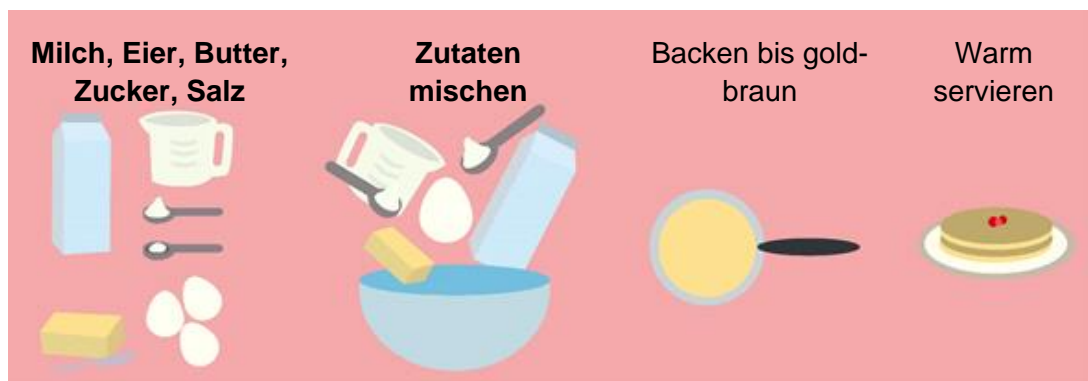 Milch, Eier, Butter,
Zucker, Salz
Zutaten
mischen
Backen bis gold-
braun
Warm
servieren